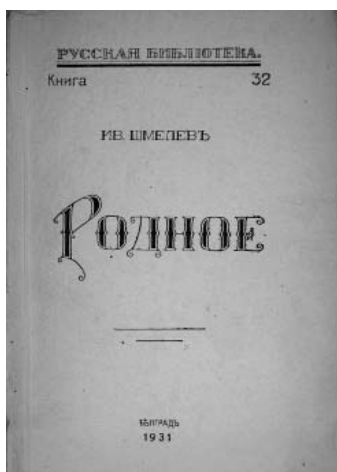 РУССКАЯ БИБЛІОТЕКА.
Книга 32
ИВ. ШМЕЛЕВЪ
РОДНОЕ
БѢЛГРАДЪ
1931